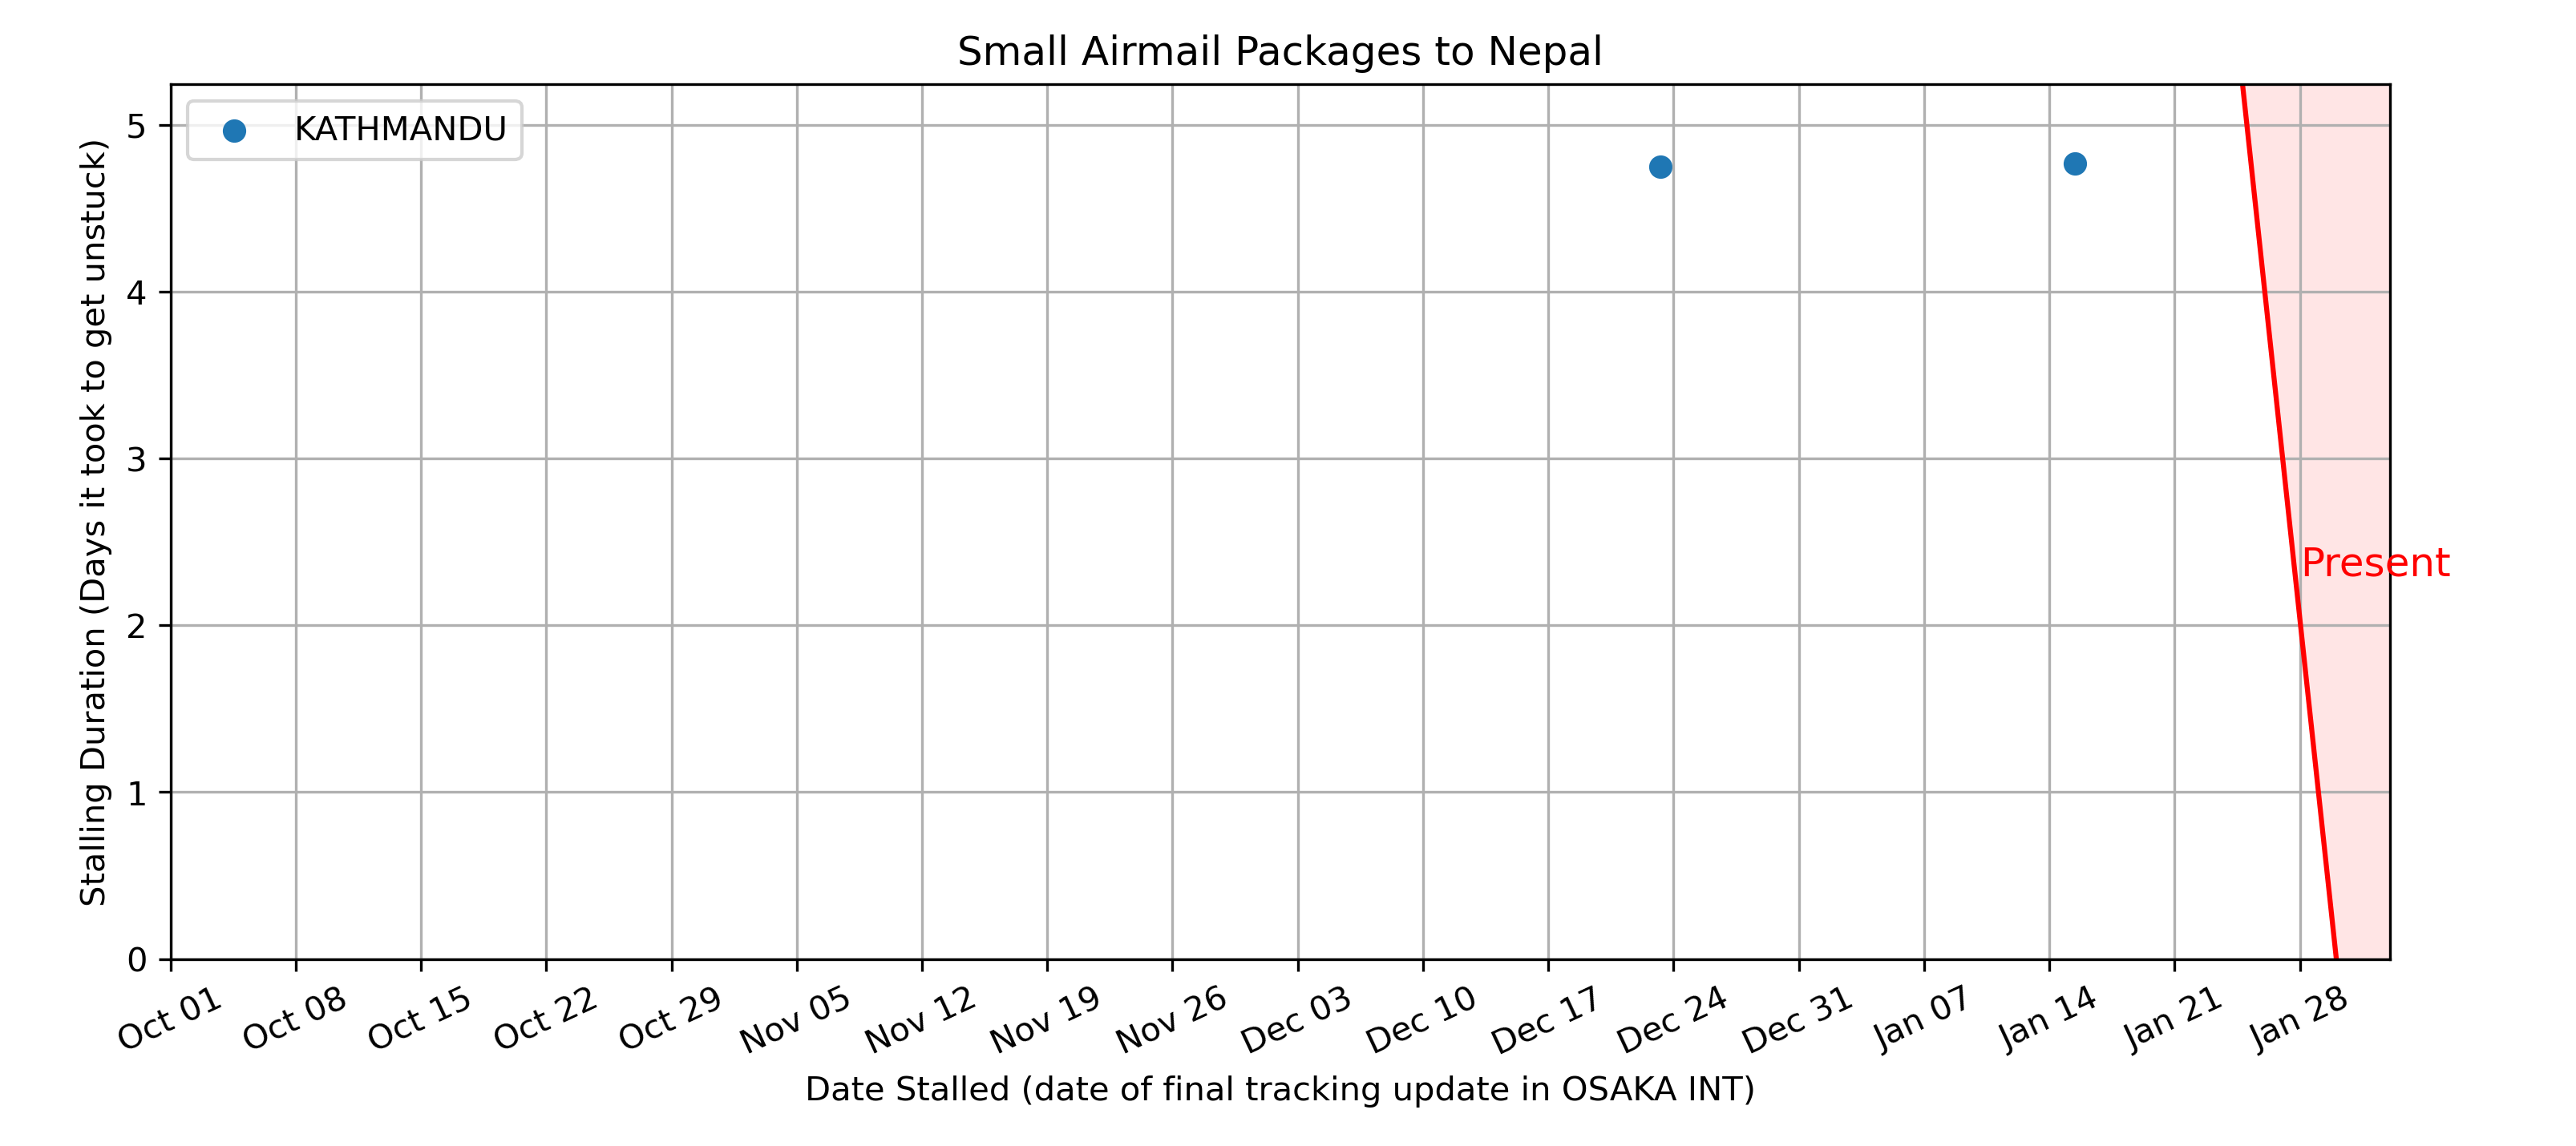 Small Airmail Packages to Nepal
KATHMANDU
Stalling Duration (Days it took to get unstuck)
5
4
3
2
1
0
Present
Oct 01 Oct 08 Oct 15 Oct 22 Oct 29 Nov 05 Nov 12 Nov 19 Nov 26 Dec 03 Dec 10 Dec 17 Dec 24 Dec 31 Jan 07 Jan 14 Jan 21 Jan 28
Date Stalled (date of final tracking update in OSAKA INT)